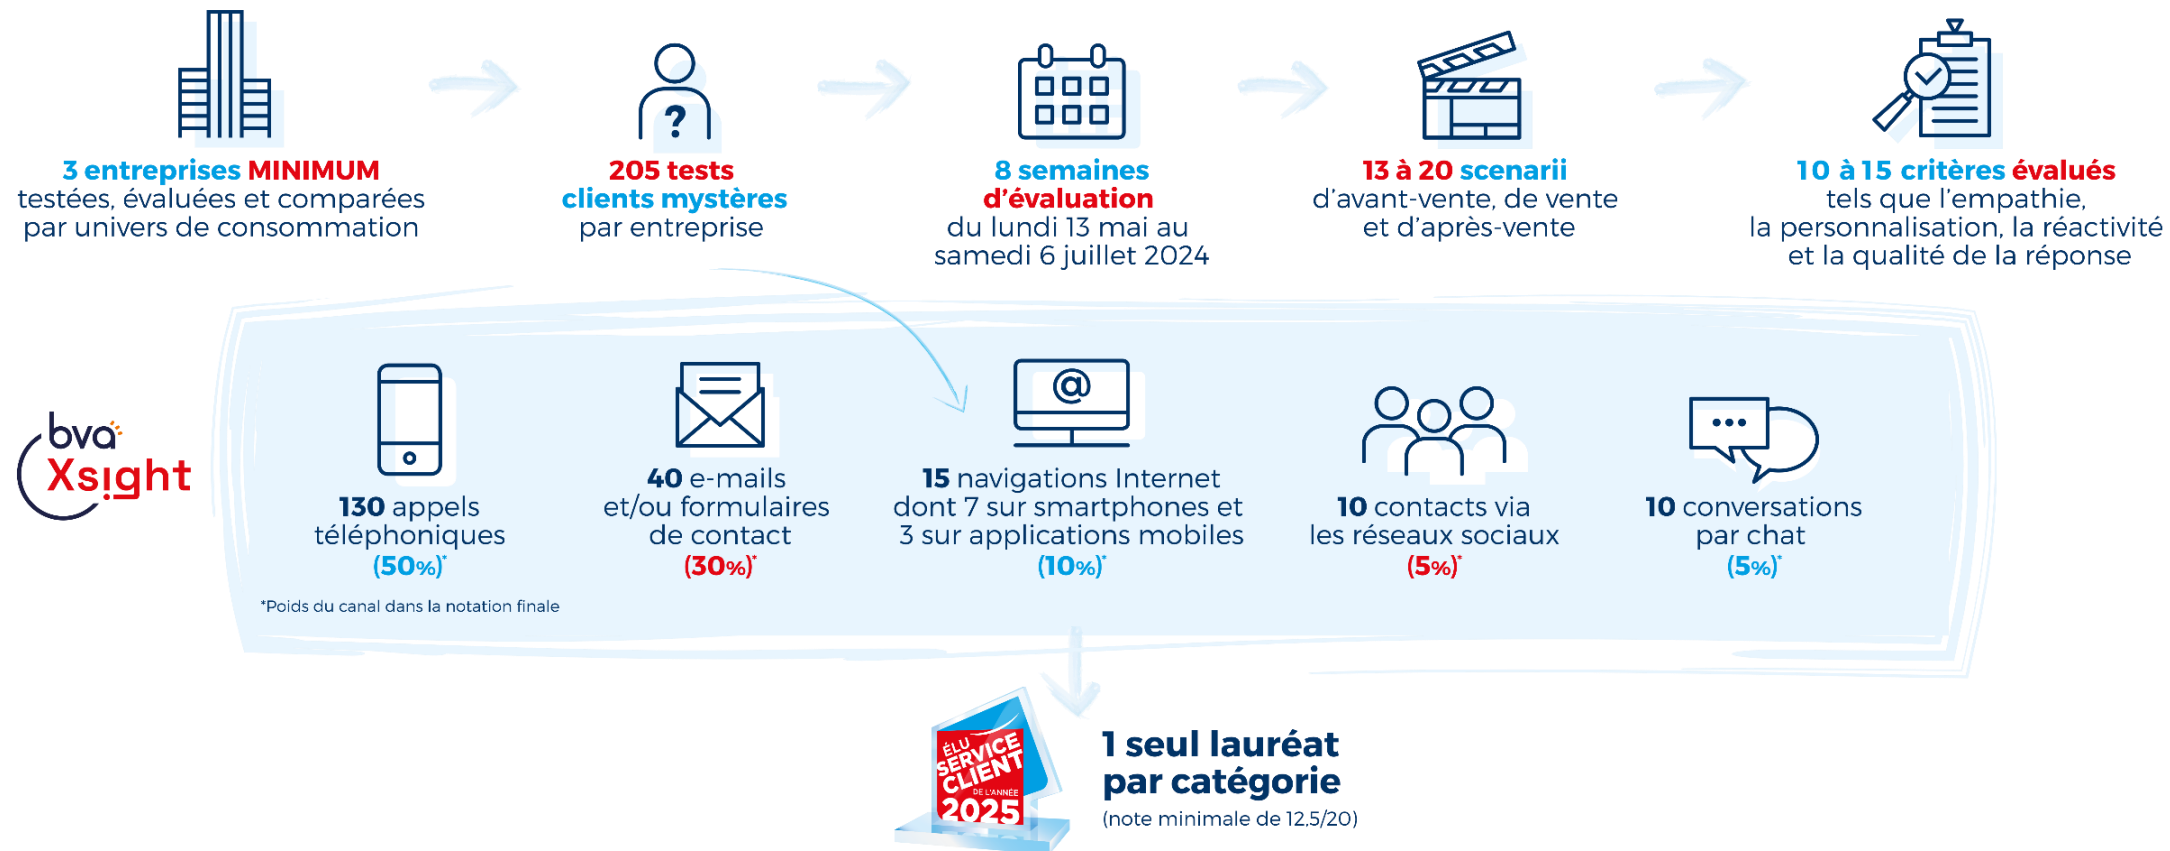 3 entreprises MINIMUM
testées, évaluées et comparées
par univers de consommation
205 tests
clients mystères
par entreprise
?
8 semaines
d'évaluation
du lundi 13 mai au
samedi 6 juillet 2024
13 à 20 scenarii
d'avant-vente, de vente
et d'après-vente
10 à 15 critères évalués
tels que l'empathie,
la personnalisation, la réactivité
et la qualité de la réponse
bva
Xsight
130 appels
téléphoniques
(50%)*
40 e-mails
et/ou formulaires
de contact
(30%)*
@
15 navigations Internet
dont 7 sur smartphones et
3 sur applications mobiles
(10%)*
10 contacts via
les réseaux sociaux
(5%)*
10 conversations
par chat
(5%)*
*Poids du canal dans la notation finale
ÉLU
SERVICE
CLIENT
DE L'ANNÉE
2025
1 seul lauréat
par catégorie
(note minimale de 12,5/20)